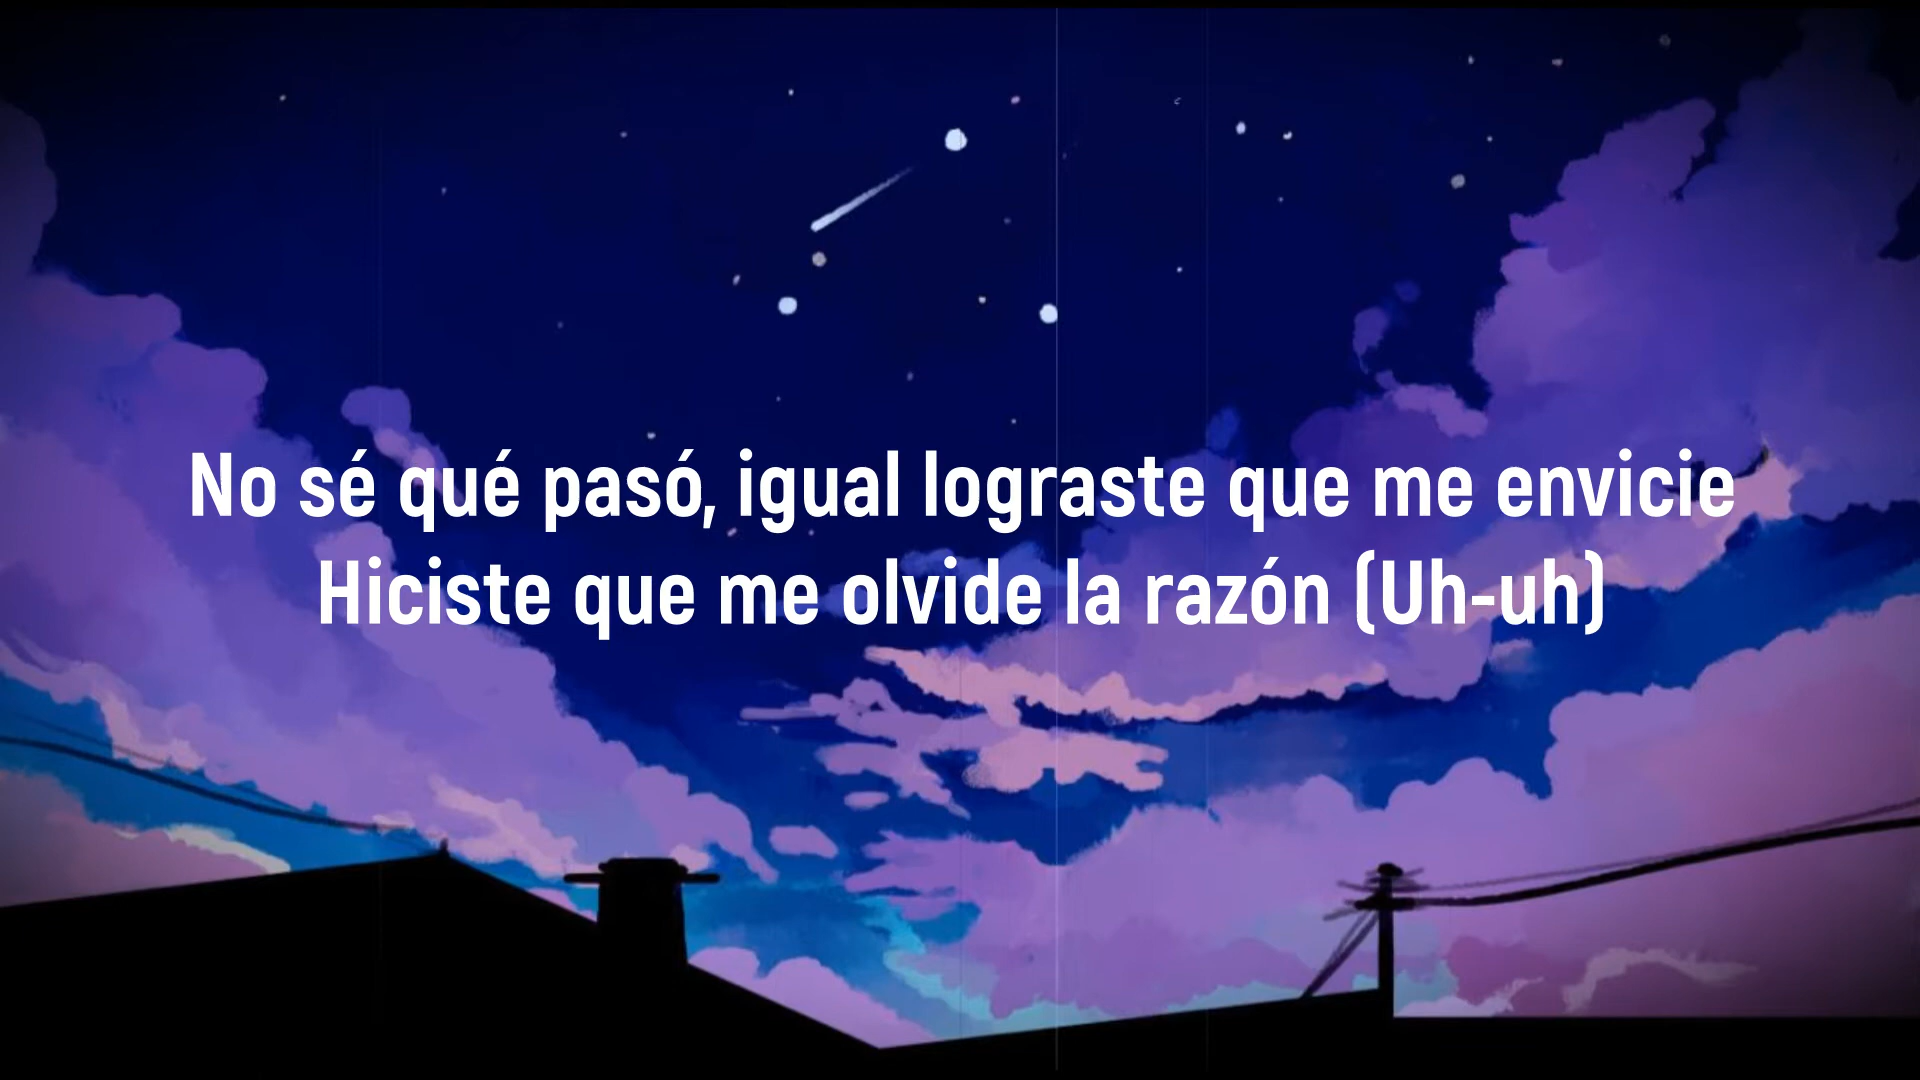 No sé qué pasó, igual lograste que me envicie
Hiciste que me olvide la razón (Uh-uh)